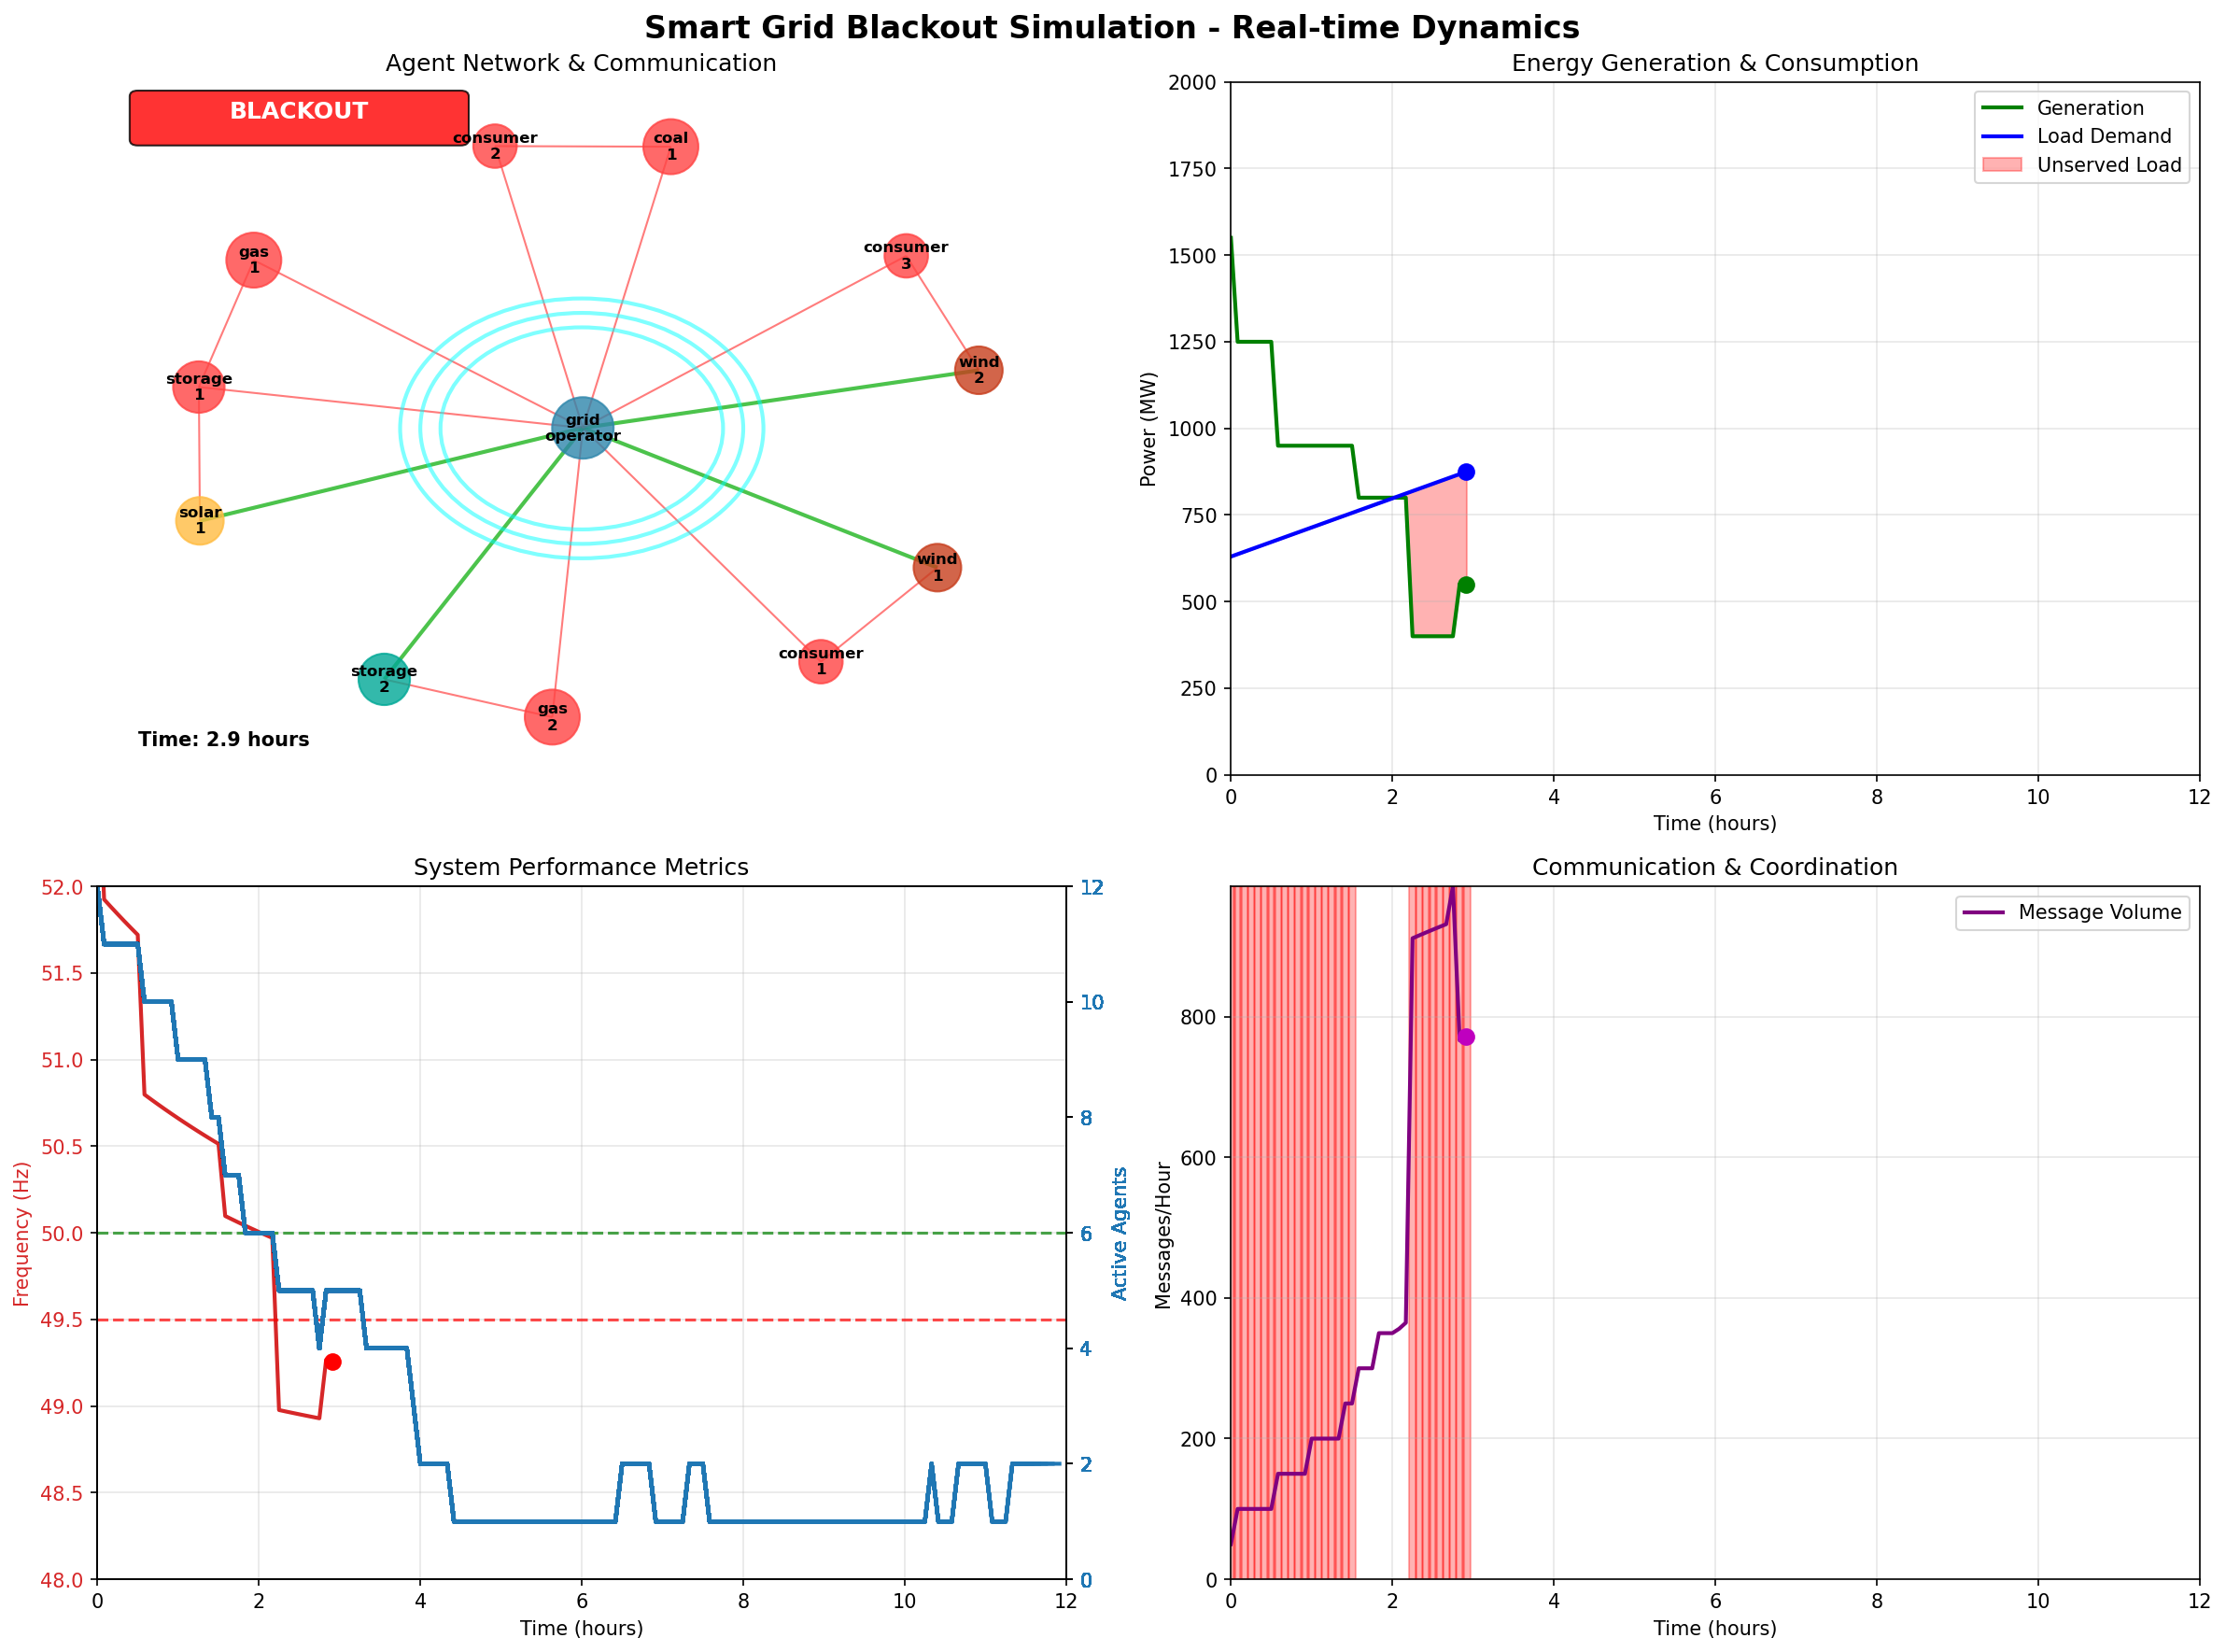 Smart Grid Blackout Simulation - Real-time Dynamics
Agent Network & Communication
BLACKOUT
consumer
2
coal
1
gas
1
consumer
3
storage
1
wind
2
grid
operator
solar
1
wind
1
storage
2
consumer
1
gas
2
Time: 2.9 hours
Energy Generation & Consumption
Generation
Load Demand
Unserved Load
Power (MW)
2000
1750
1500
1250
1000
750
500
250
0
0 2 4 6 8 10 12
Time (hours)
System Performance Metrics
Frequency (Hz)
52.0
51.5
51.0
50.5
50.0
49.5
49.0
48.5
48.0
12
10
8
6
4
2
0
Active Agents
0 2 4 6 8 10 12
Time (hours)
Communication & Coordination
Message Volume
Messages/Hour
800
600
400
200
0
0 2 4 6 8 10 12
Time (hours)